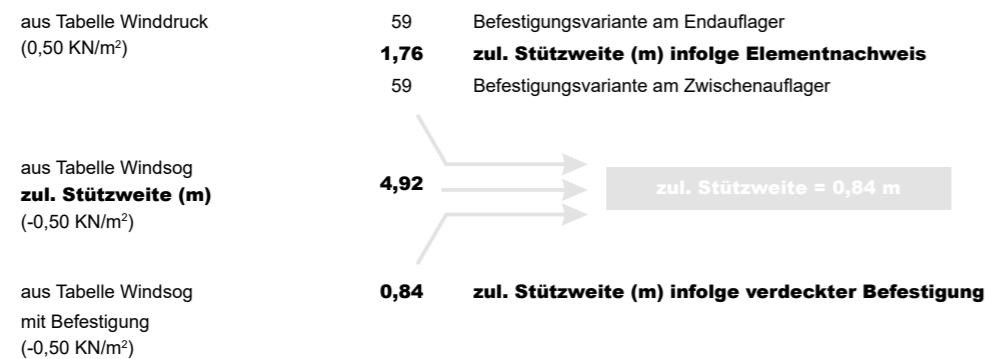 aus Tabelle Winddruck 59 Befestigungsvariante am Endauflager
(0,50 KN/m²) 1,76 zul. Stützweite (m) infolge Elementnachweis
59 Befestigungsvariante am Zwischenauflager
aus Tabelle Windsog
zul. Stützweite (m) 4,92 zul. Stützweite = 0,84 m
(-0,50 KN/m²)
aus Tabelle Windsog 0,84 zul. Stützweite (m) infolge verdeckter Befestigung
mit Befestigung
(-0,50 KN/m²)